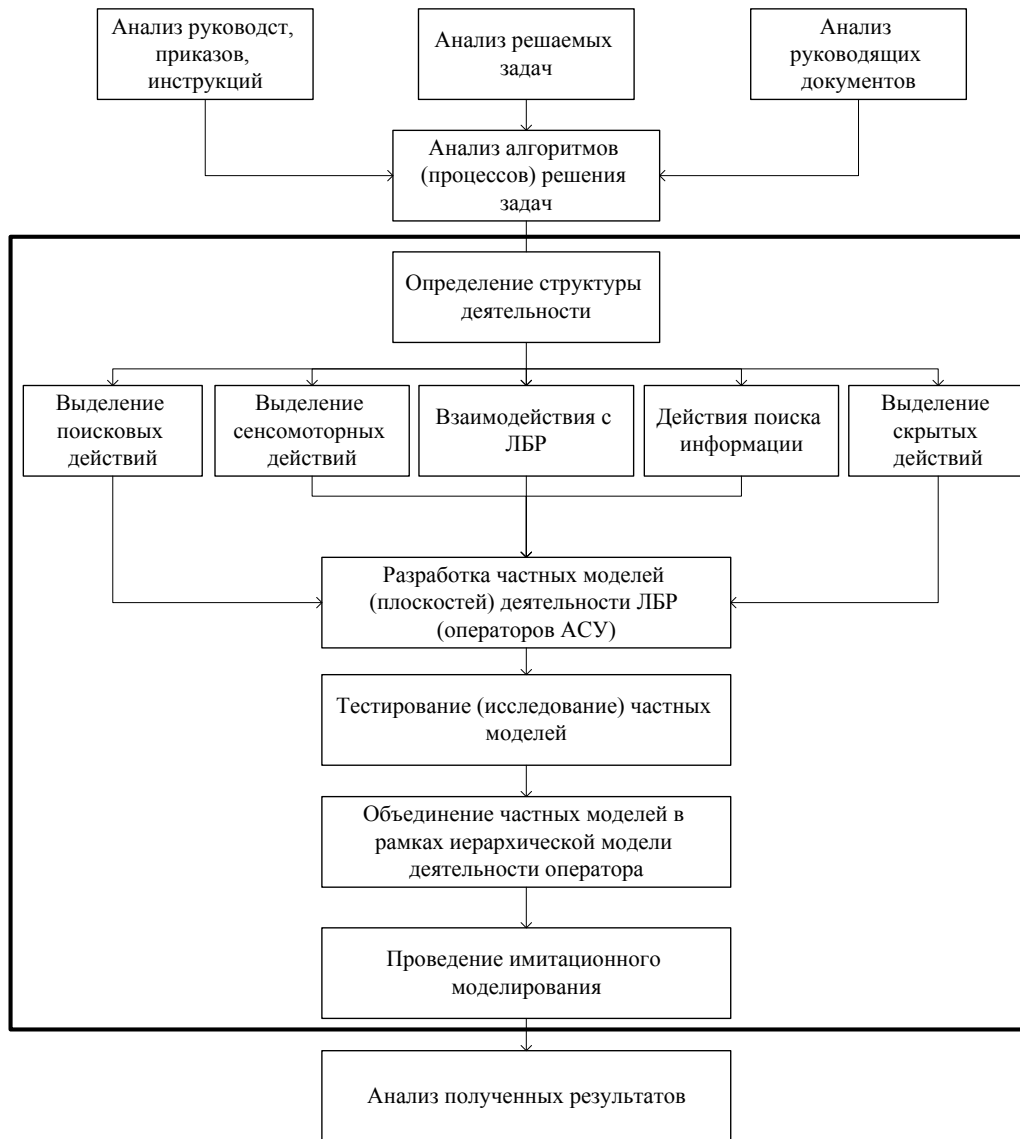 Анализ руководст,
приказов,
инструкций
Анализ решаемых
задач
Анализ
руководящих
документов
Анализ алгоритмов
(процессов) решения
задач
Определение структуры
деятельности
Выделение
поисковых
действий
Выделение
сенсомоторных
действий
Взаимодействия с
ЛБР
Действия поиска
информации
Выделение
скрытых
действий
Разработка частных моделей
(плоскостей) деятельности ЛБР
(операторов АСУ)
Тестирование (исследование) частных
моделей
Объединение частных моделей в
рамках иерархической модели
деятельности оператора
Проведение имитационного
моделирования
Анализ полученных результатов